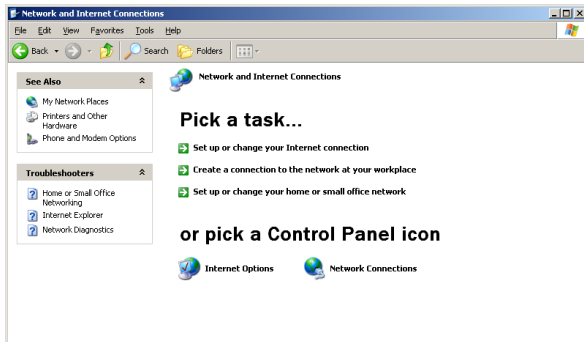 Network and Internet Connections
File Edit View Favorites Tools Help
Back Search Folders
See Also
My Network Places
Printers and Other
Hardware
Phone and Modem Options
Troubleshooters
Home or Small Office
Networking
Internet Explorer
Network Diagnostics
Network and Internet Connections
Pick a task...
Set up or change your Internet connection
Create a connection to the network at your workplace
Set up or change your home or small office network
or pick a Control Panel icon
Internet Options Network Connections